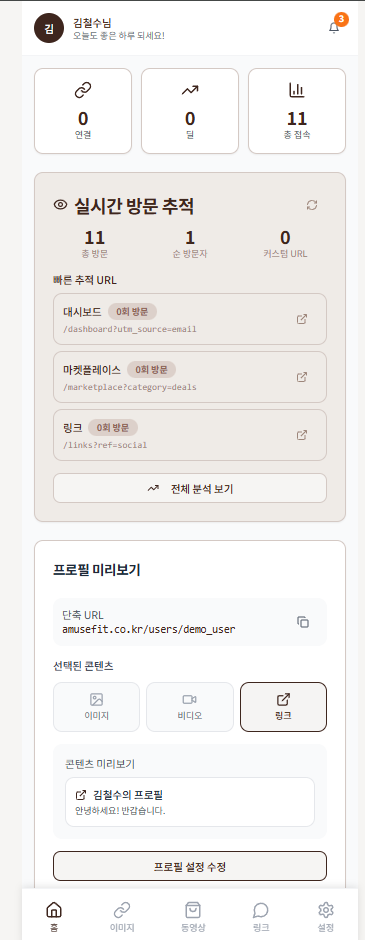 김
김철수님
오늘도 좋은 하루 되세요!
3
0
연결
0
딜
11
총 접속
실시간 방문 추적
11
총 방문
1
순 방문자
0
커스텀 URL
빠른 추적 URL
대시보드 0회 방문
/dashboard?utm_source=email
마켓플레이스 0회 방문
/marketplace?category=deals
링크 0회 방문
/links?ref=social
전체 분석 보기
프로필 미리보기
단축 URL
amusefit.co.kr/users/demo_user
선택된 콘텐츠
이미지
비디오
링크
콘텐츠 미리보기
김철수의 프로필
안녕하세요! 반갑습니다.
프로필 설정 수정
홈
이미지
동영상
링크
설정